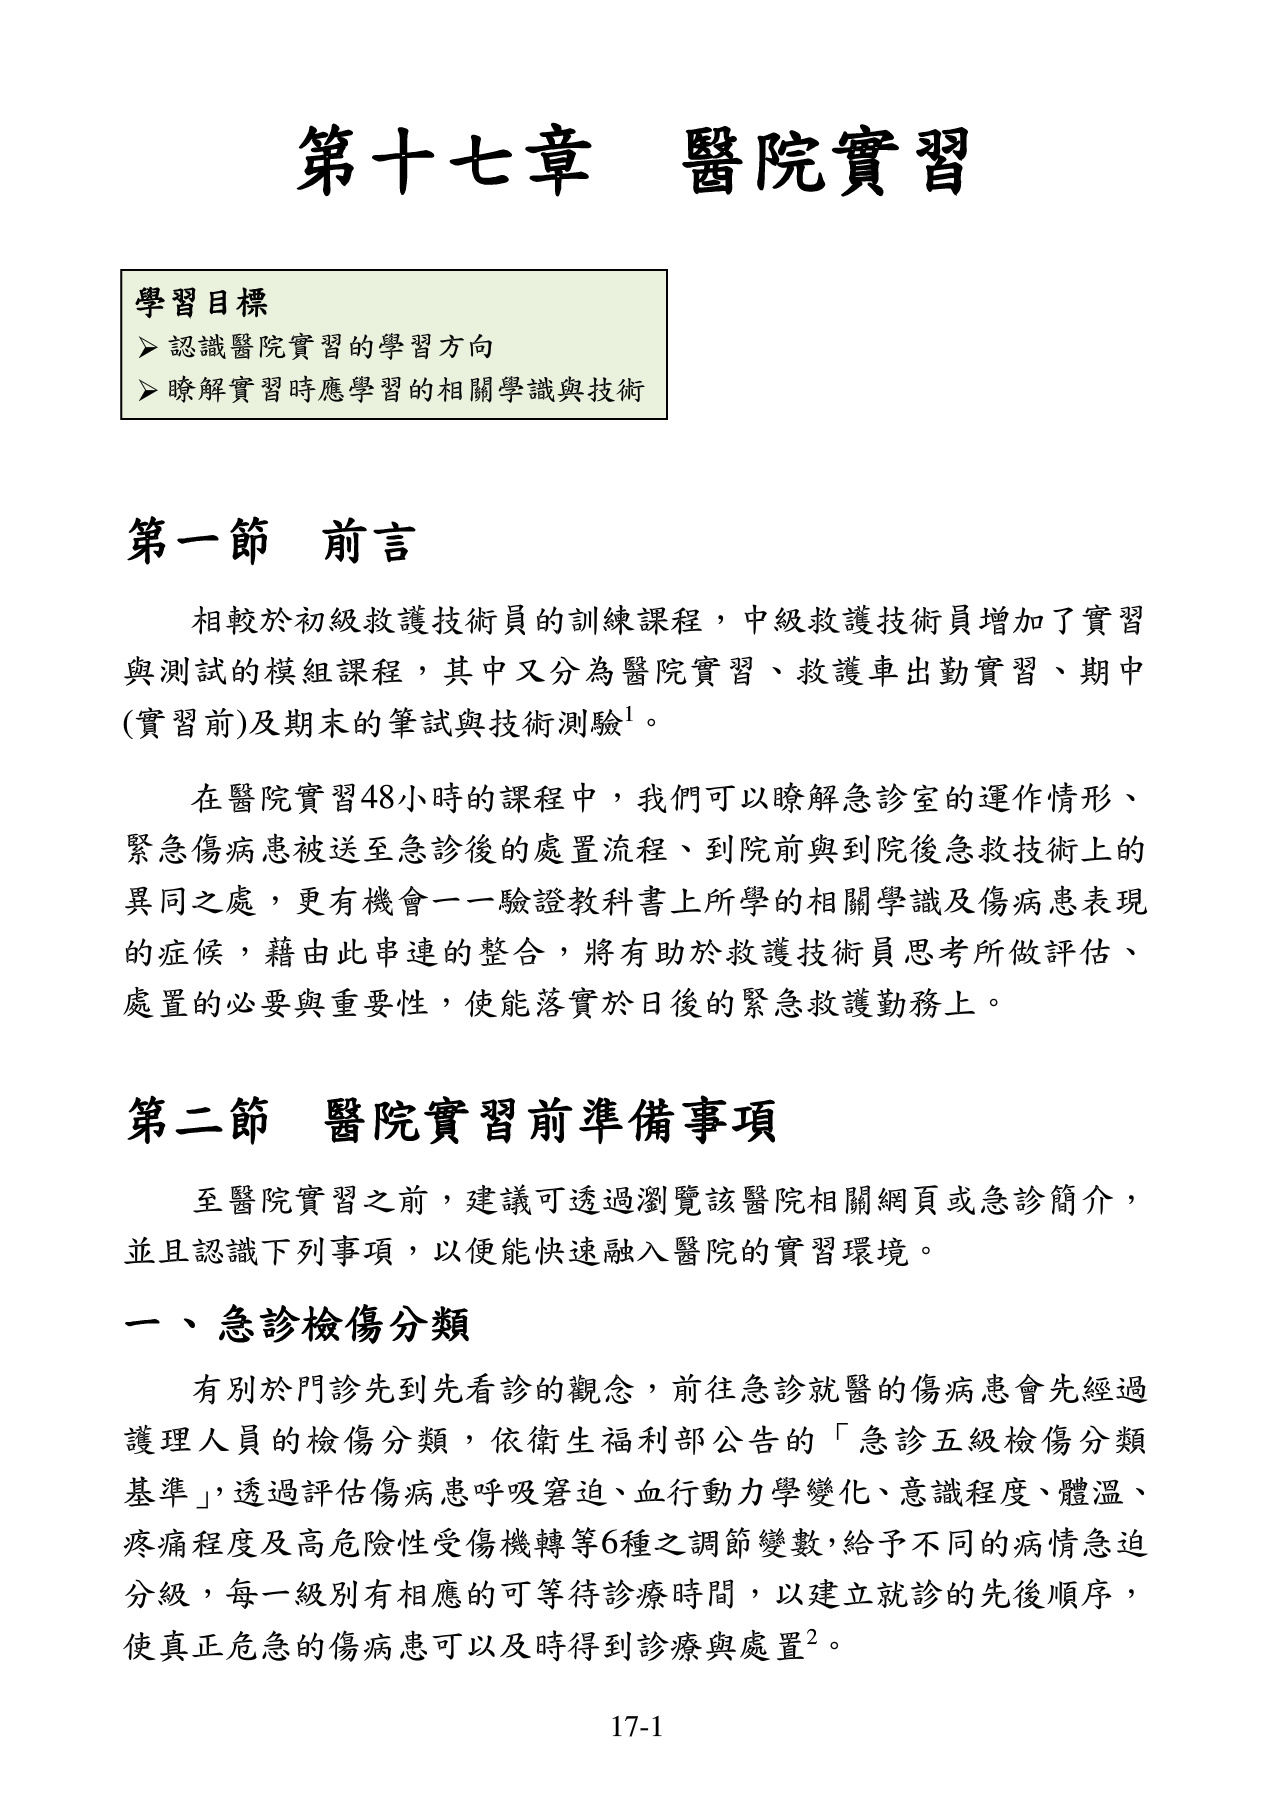 第十七章　醫院實習
學習目標
➢ 認識醫院實習的學習方向
➢ 瞭解實習時應學習的相關學識與技術
第一節　前言
相較於初級救護技術員的訓練課程，中級救護技術員增加了實習
與測試的模組課程，其中又分為醫院實習、救護車出勤實習、期中
(實習前)及期末的筆試與技術測驗1。
在醫院實習48小時的課程中，我們可以瞭解急診室的運作情形、
緊急傷病患被送至急診後的處置流程、到院前與到院後急救技術上的
異同之處，更有機會一一驗證教科書上所學的相關學識及傷病患表現
的症候，藉由此串連的整合，將有助於救護技術員思考所做評估、
處置的必要與重要性，使能落實於日後的緊急救護勤務上。
第二節　醫院實習前準備事項
至醫院實習之前，建議可透過瀏覽該醫院相關網頁或急診簡介，
並且認識下列事項，以便能快速融入醫院的實習環境。
一、急診檢傷分類
有別於門診先到先看診的觀念，前往急診就醫的傷病患會先經過
護理人員的檢傷分類，依衛生福利部公告的「急診五級檢傷分類
基準」，透過評估傷病患呼吸窘迫、血行動力學變化、意識程度、體溫、
疼痛程度及高危險性受傷機轉等6種之調節變數，給予不同的病情急迫
分級，每一級別有相應的可等待診療時間，以建立就診的先後順序，
使真正危急的傷病患可以及時得到診療與處置2。
17-1